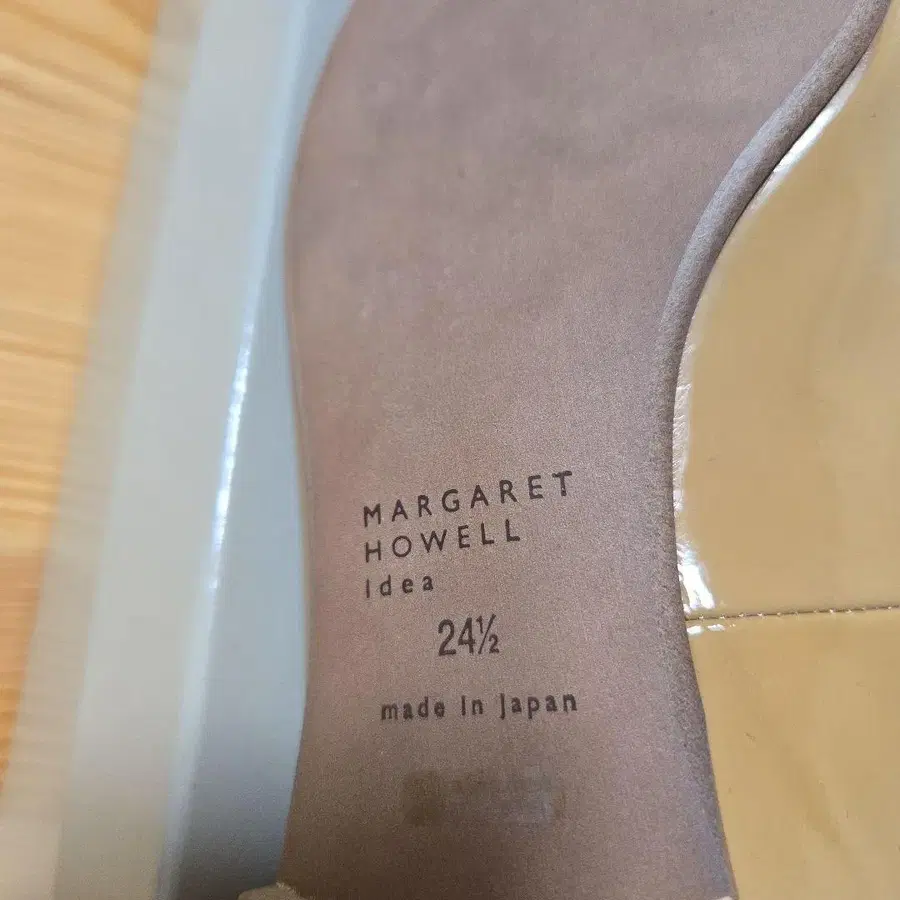 MARGARET
HOWELL
idea
24½
made in japan